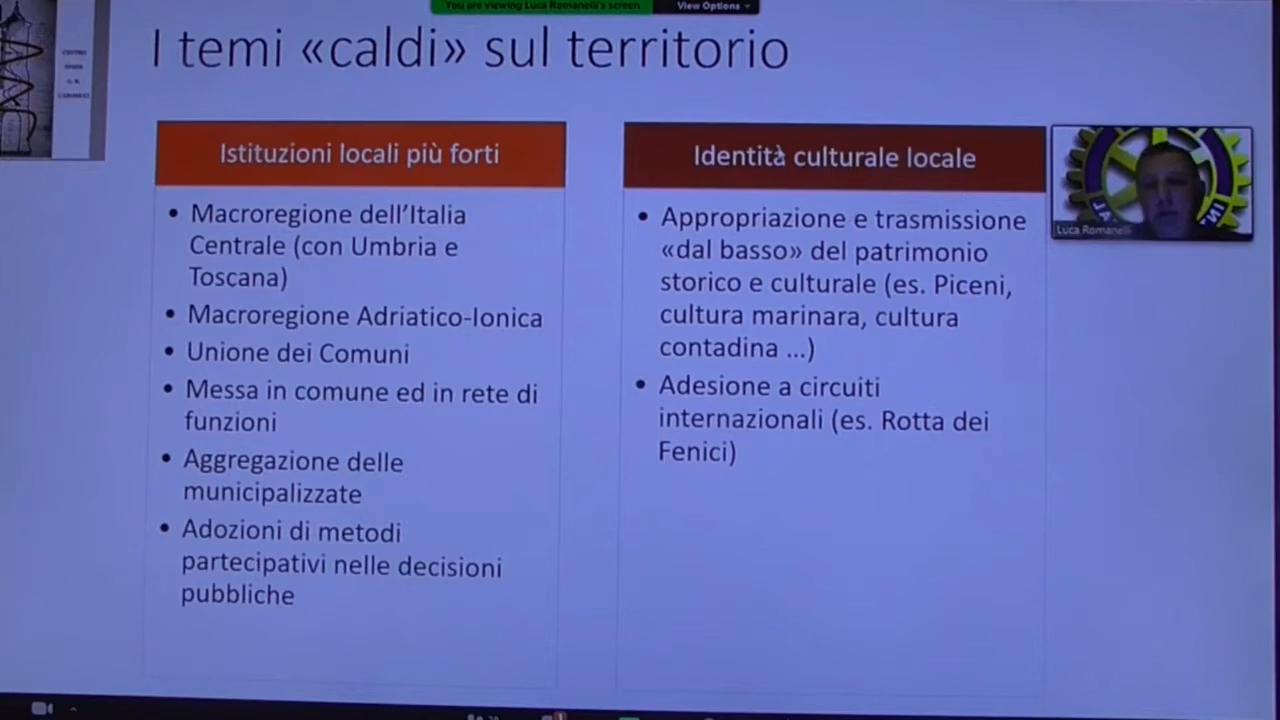 You are viewing Luca Romanelli's screen
View Options
I temi «caldi» sul territorio
CENTRO
STUDI
G. B.
CARDUCCI
Istituzioni locali più forti
• Macroregione dell'Italia
Centrale (con Umbria e
Toscana)
• Macroregione Adriatico-Ionica
• Unione dei Comuni
• Messa in comune ed in rete di
funzioni
• Aggregazione delle
municipalizzate
• Adozioni di metodi
partecipativi nelle decisioni
pubbliche
Identità culturale locale
• Appropriazione e trasmissione
«dal basso» del patrimonio
storico e culturale (es. Piceni,
cultura marinara, cultura
contadina ...)
• Adesione a circuiti
internazionali (es. Rotta dei
Fenici)
Luca Romanelli